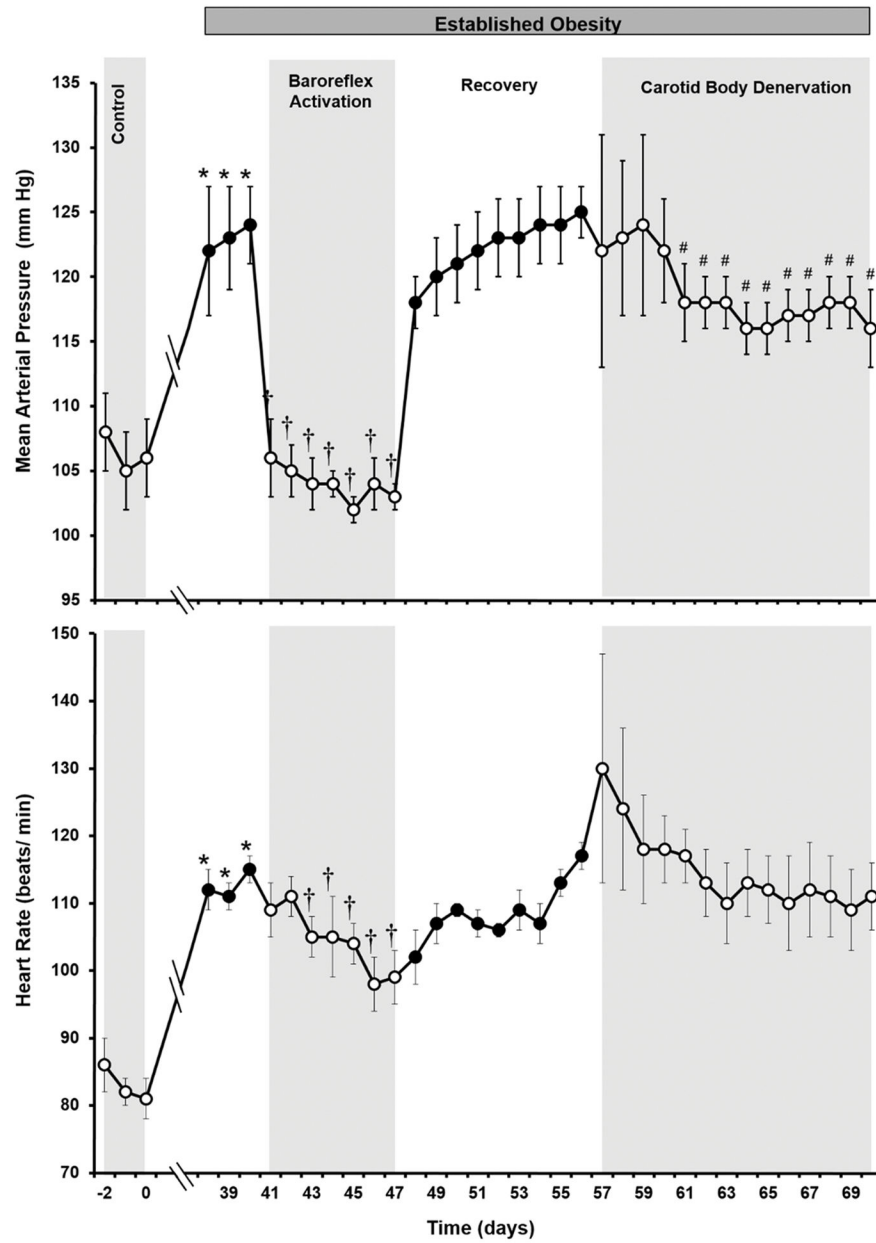 Established Obesity
135
130
125
120
115
110
105
100
95
Mean Arterial Pressure (mm Hg)
Control
Baroreflex
Activation
Recovery
Carotid Body Denervation
* * *
† † † † † † †
# # # # # # # # # #
150
140
130
120
110
100
90
80
70
Heart Rate (beats/ min)
* * *
† † † † †
-2 0 39 41 43 45 47 49 51 53 55 57 59 61 63 65 67 69
Time (days)